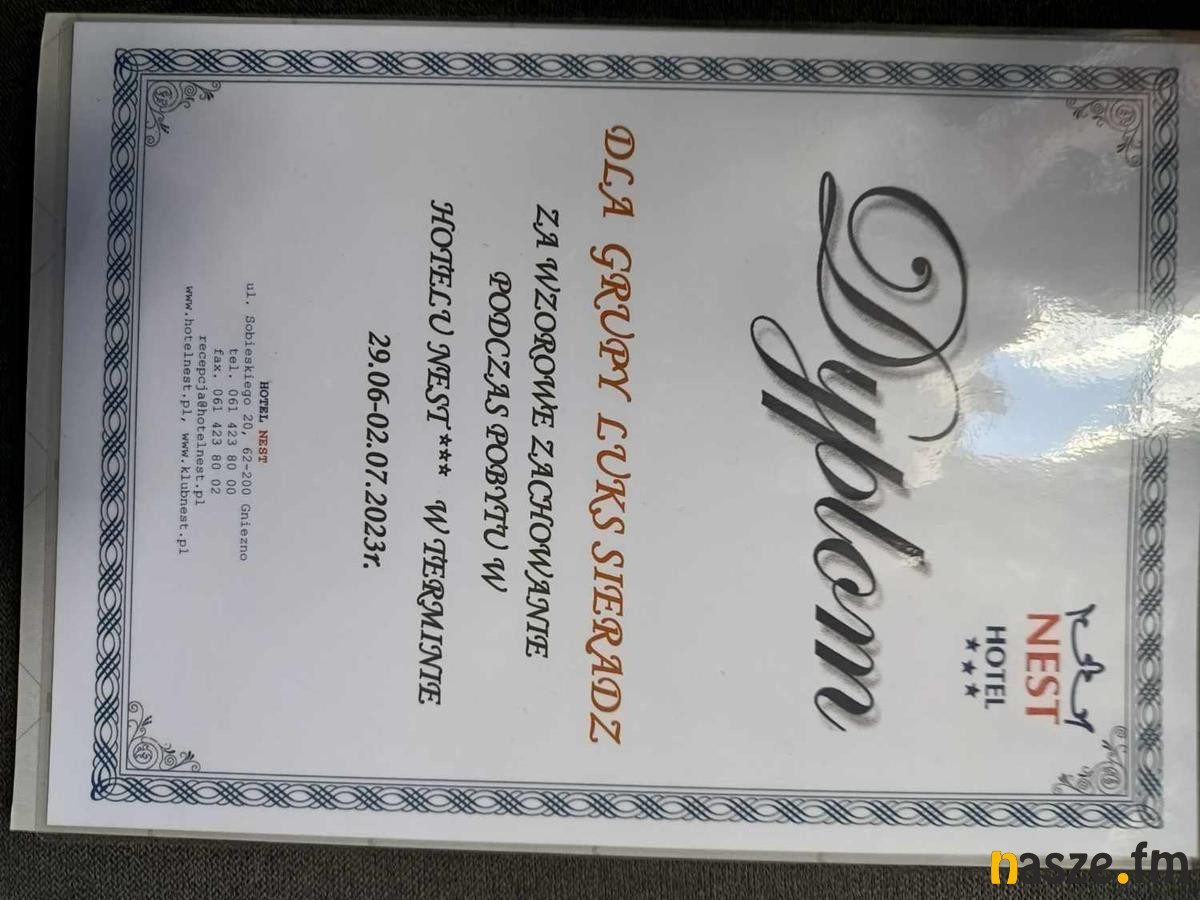 NEST
HOTEL
***
Dyplom
DLA GRUPY LUKS SIERADZ
ZA WZOROWE ZACHOWANIE
PODCZAS POBYTU W
HOTELU NEST*** W TERMINIE
29.06-02.07.2023r.
HOTEL NEST
ul. Sobieskiego 20, 62-200 Gniezno
tel. 061 423 80 00
fax. 061 423 80 02
recepcja@hotelnest.pl
www.hotelnest.pl, www.klubnest.pl
nasze.fm